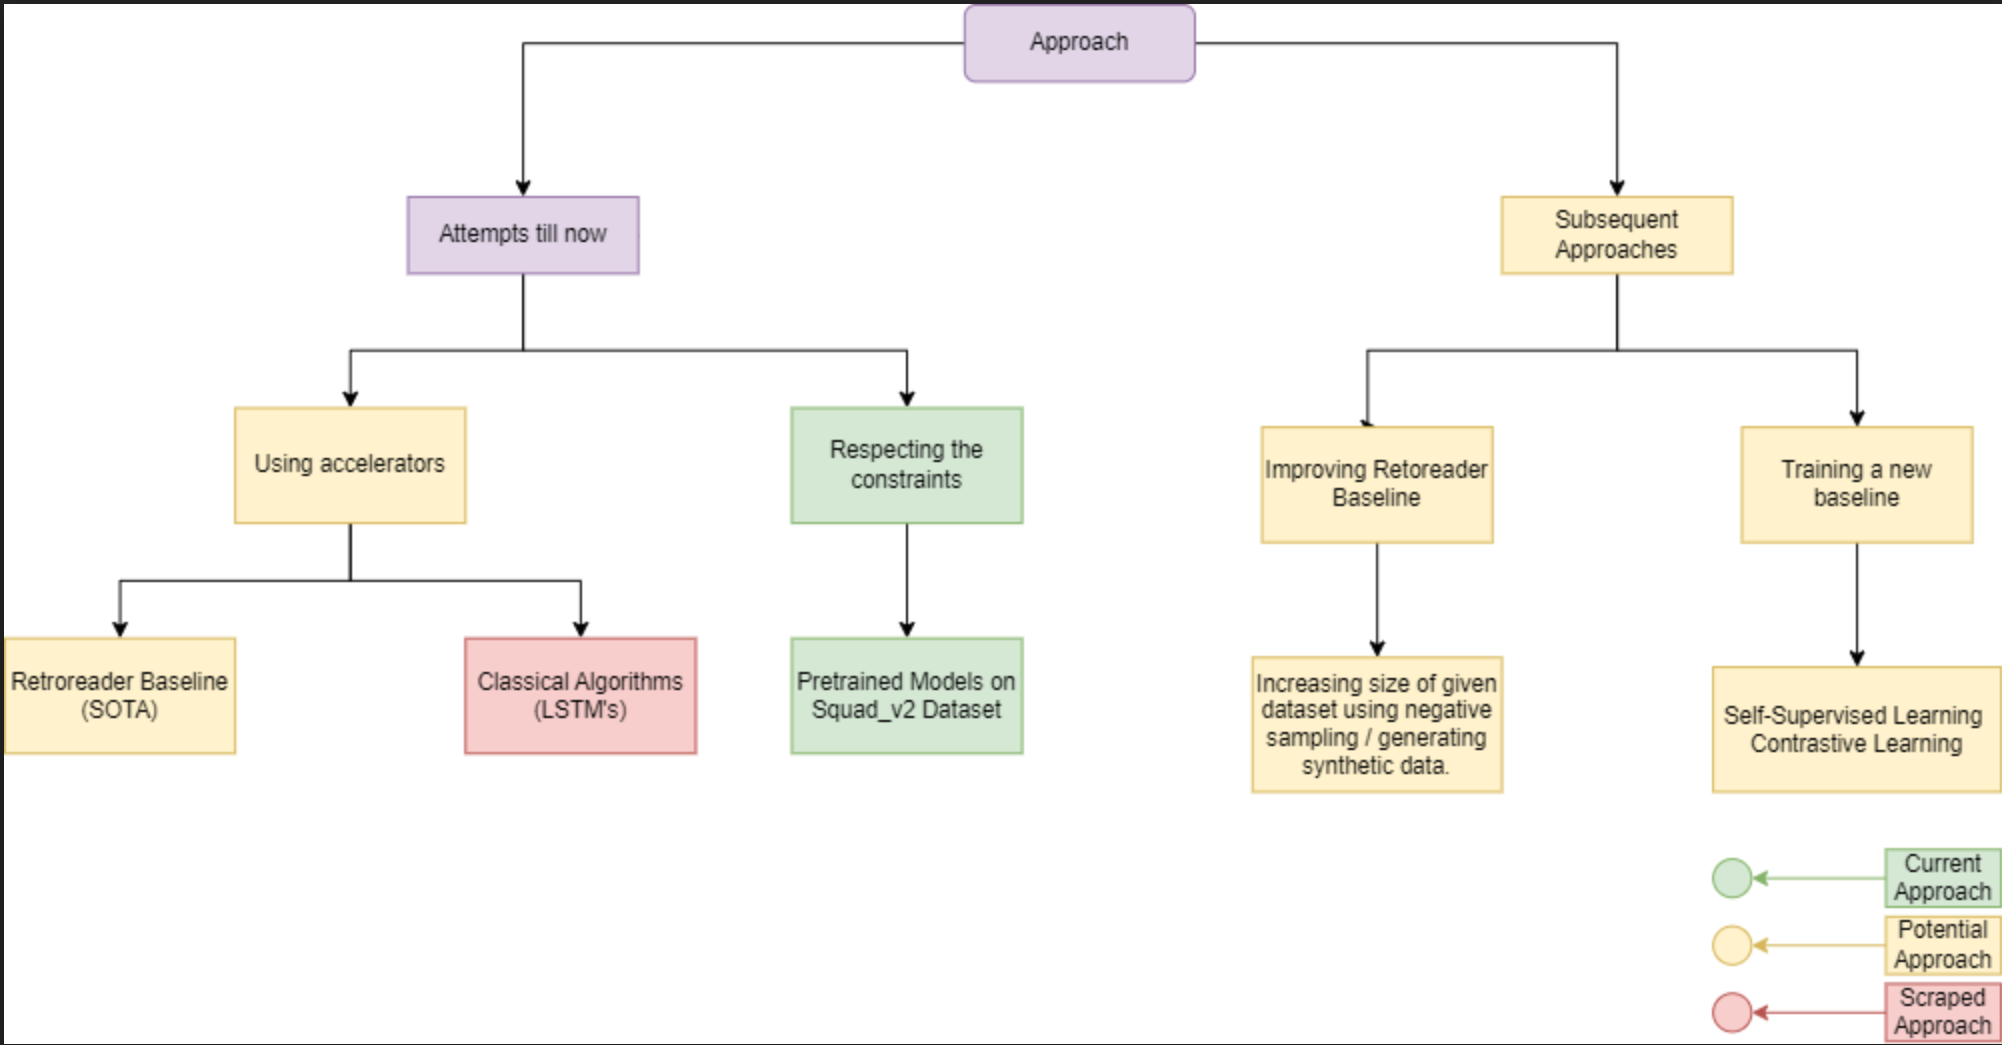 Approach
Attempts till now
Subsequent
Approaches
Using accelerators
Respecting the
constraints
Improving Retoreader
Baseline
Training a new
baseline
Retroreader Baseline
(SOTA)
Classical Algorithms
(LSTM's)
Pretrained Models on
Squad_v2 Dataset
Increasing size of given
dataset using negative
sampling / generating
synthetic data.
Self-Supervised Learning
Contrastive Learning
Current
Approach
Potential
Approach
Scraped
Approach